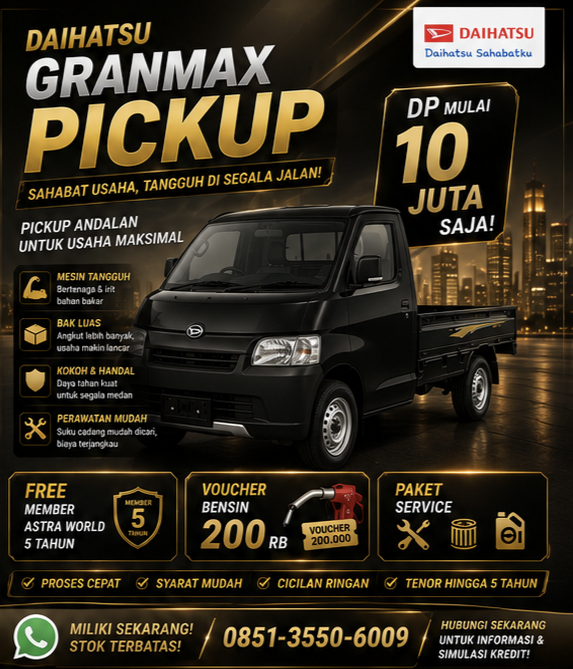 DAIHATSU
GRANMAX
PICKUP
SAHABAT USAHA, TANGGUH DI SEGALA JALAN!
DAIHATSU
Daihatsu Sahabatku
DP MULAI
10
JUTA
SAJA!
PICKUP ANDALAN
UNTUK USAHA MAKSIMAL
MESIN TANGGUH
Bertenaga & irit
bahan bakar
BAK LUAS
Angkut lebih banyak,
usaha makin lancar
KOKOH & HANDAL
Daya tahan kuat
untuk segala medan
PERAWATAN MUDAH
Suku cadang mudah dicari,
biaya terjangkau
FREE
MEMBER
ASTRA WORLD
5 TAHUN
MEMBER
5
TAHUN
VOUCHER
BENSIN
200 RB
VOUCHER
200.000
PAKET
SERVICE
PROSES CEPAT
SYARAT MUDAH
CICILAN RINGAN
TENOR HINGGA 5 TAHUN
MILIKI SEKARANG!
STOK TERBATAS!
0851-3550-6009
HUBUNGI SEKARANG
UNTUK INFORMASI &
SIMULASI KREDIT!